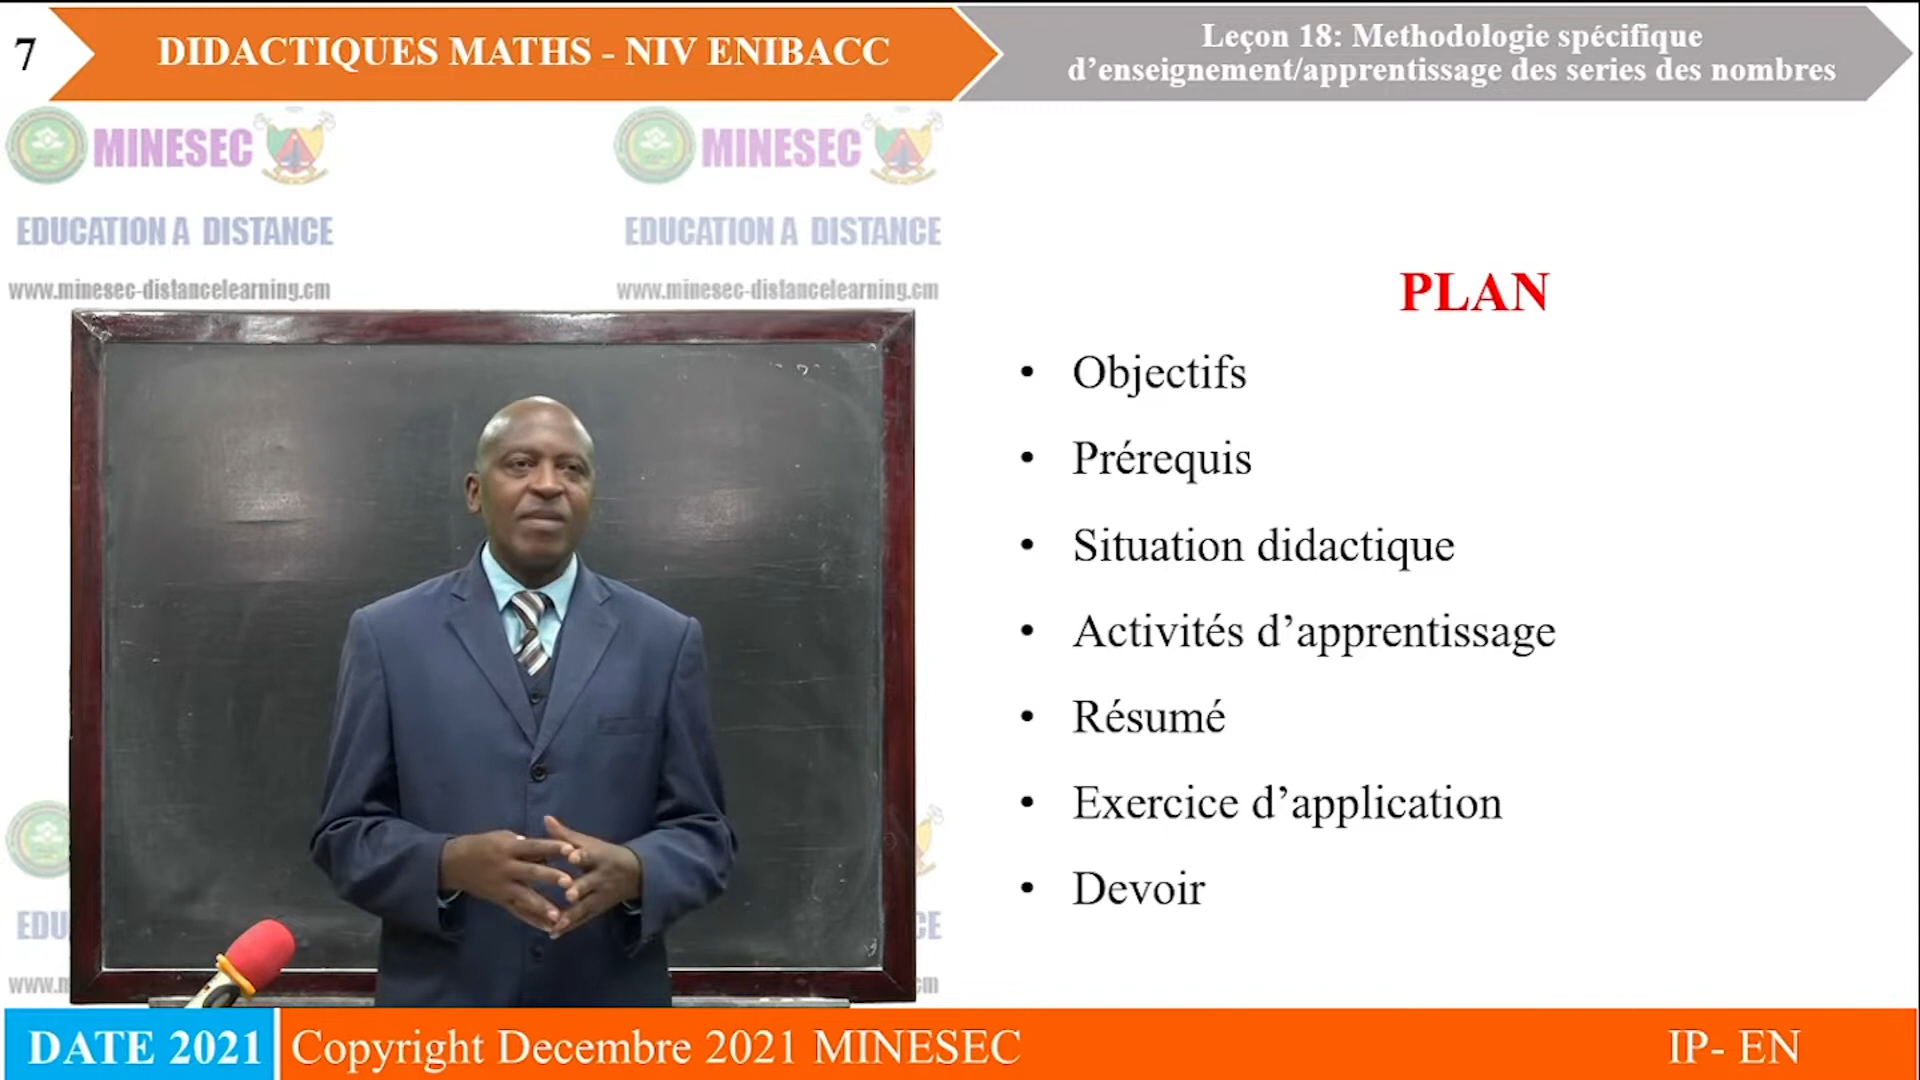 7
DIDACTIQUES MATHS - NIV ENIBACC
Leçon 18: Methodologie spécifique
d’enseignement/apprentissage des series des nombres
MINESEC
MINESEC
EDUCATION A DISTANCE
EDUCATION A DISTANCE
www.minesec-distancelearning.cm
www.minesec-distancelearning.cm
PLAN
• Objectifs
• Prérequis
• Situation didactique
• Activités d’apprentissage
• Résumé
• Exercice d’application
• Devoir
DATE 2021
Copyright Decembre 2021 MINESEC
IP- EN